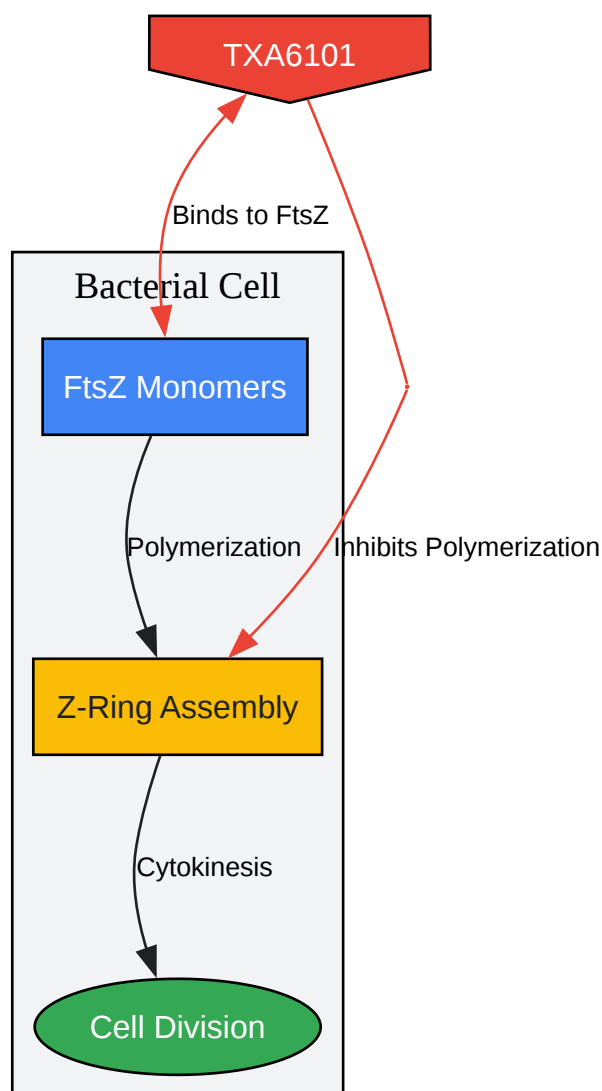 TXA6101
Binds to FtsZ
Bacterial Cell
FtsZ Monomers
Polymerization
Inhibits Polymerization
Z-Ring Assembly
Cytokinesis
Cell Division